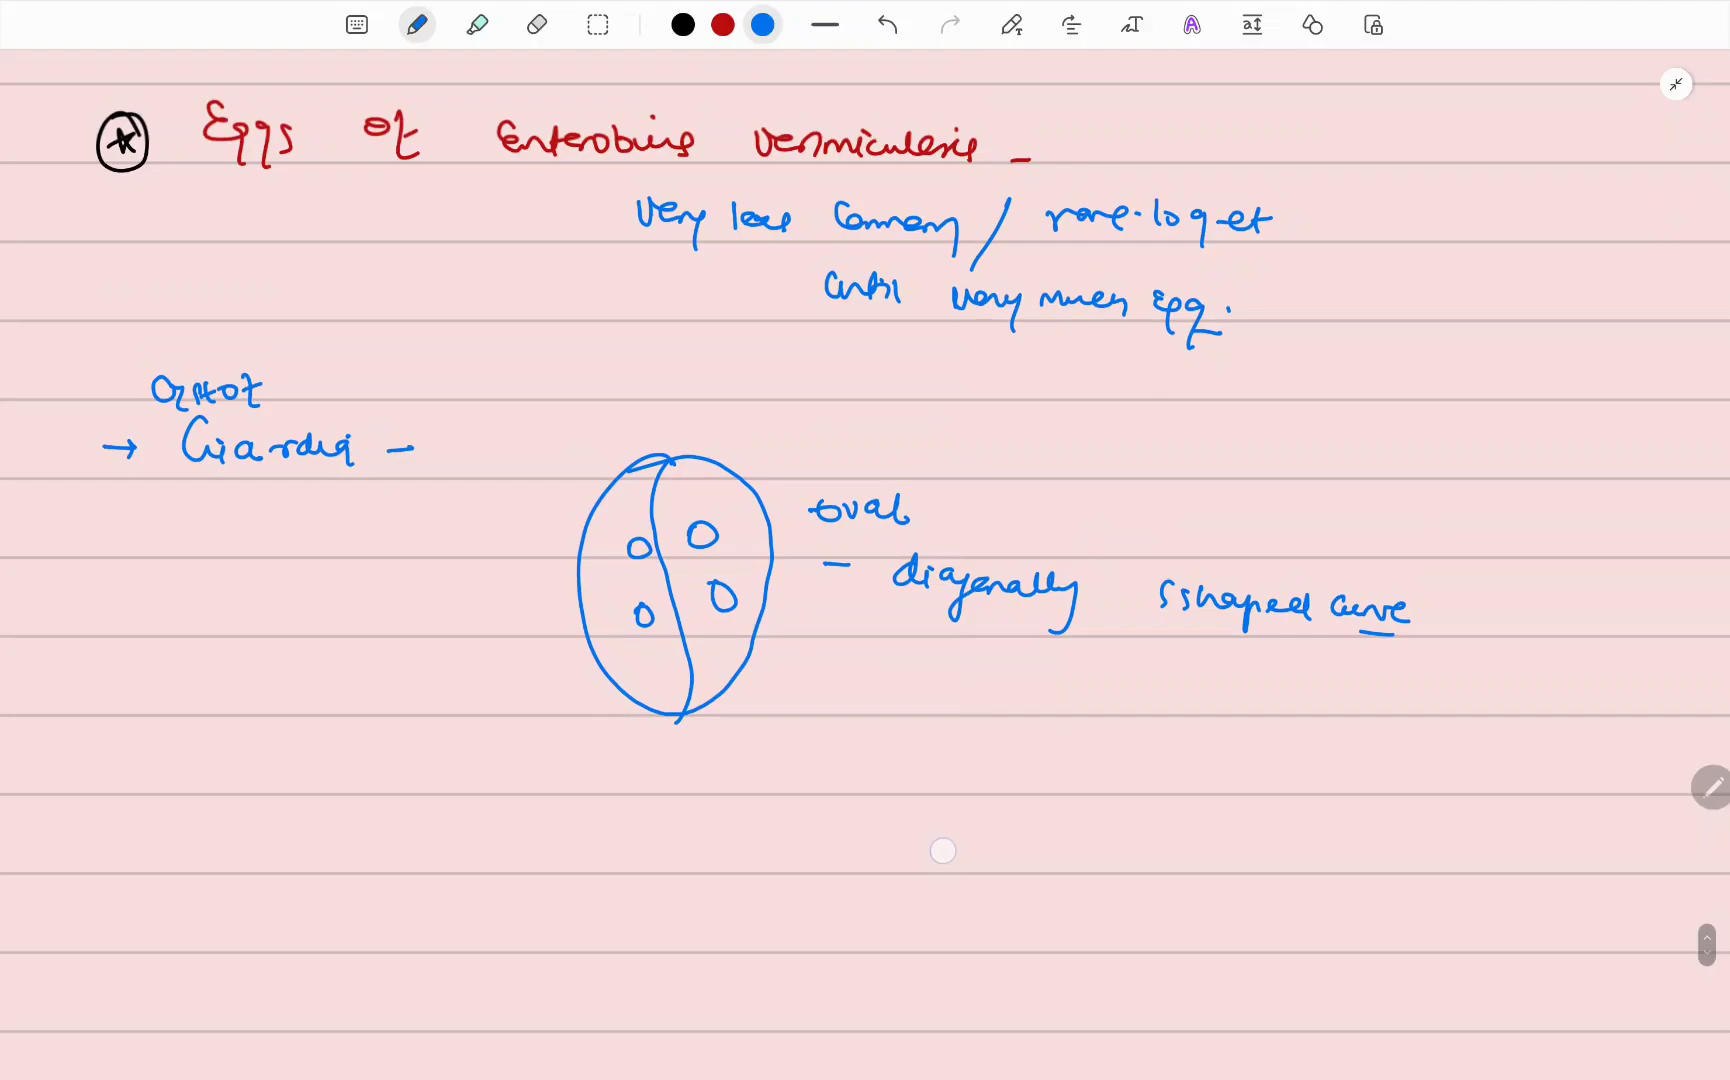 Eggs of Enterobius vermicularis -
Very less common / rare. to get
until very much Egg.
cyst of
→ Giardia -
oval
- diagonally S shaped curve